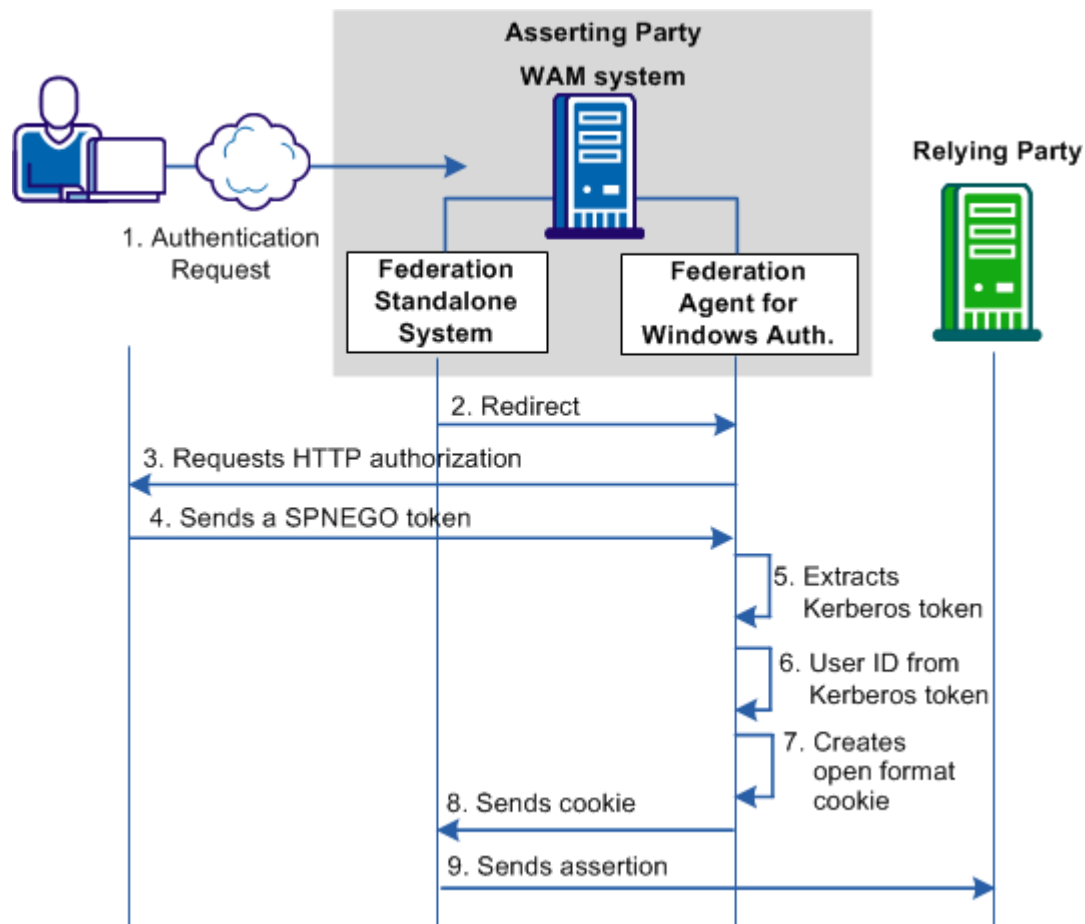 Asserting Party
WAM system
Relying Party
1. Authentication
Request
Federation
Standalone
System
Federation
Agent for
Windows Auth.
2. Redirect
3. Requests HTTP authorization
4. Sends a SPNEGO token
5. Extracts
Kerberos token
6. User ID from
Kerberos token
7. Creates
open format
cookie
8. Sends cookie
9. Sends assertion